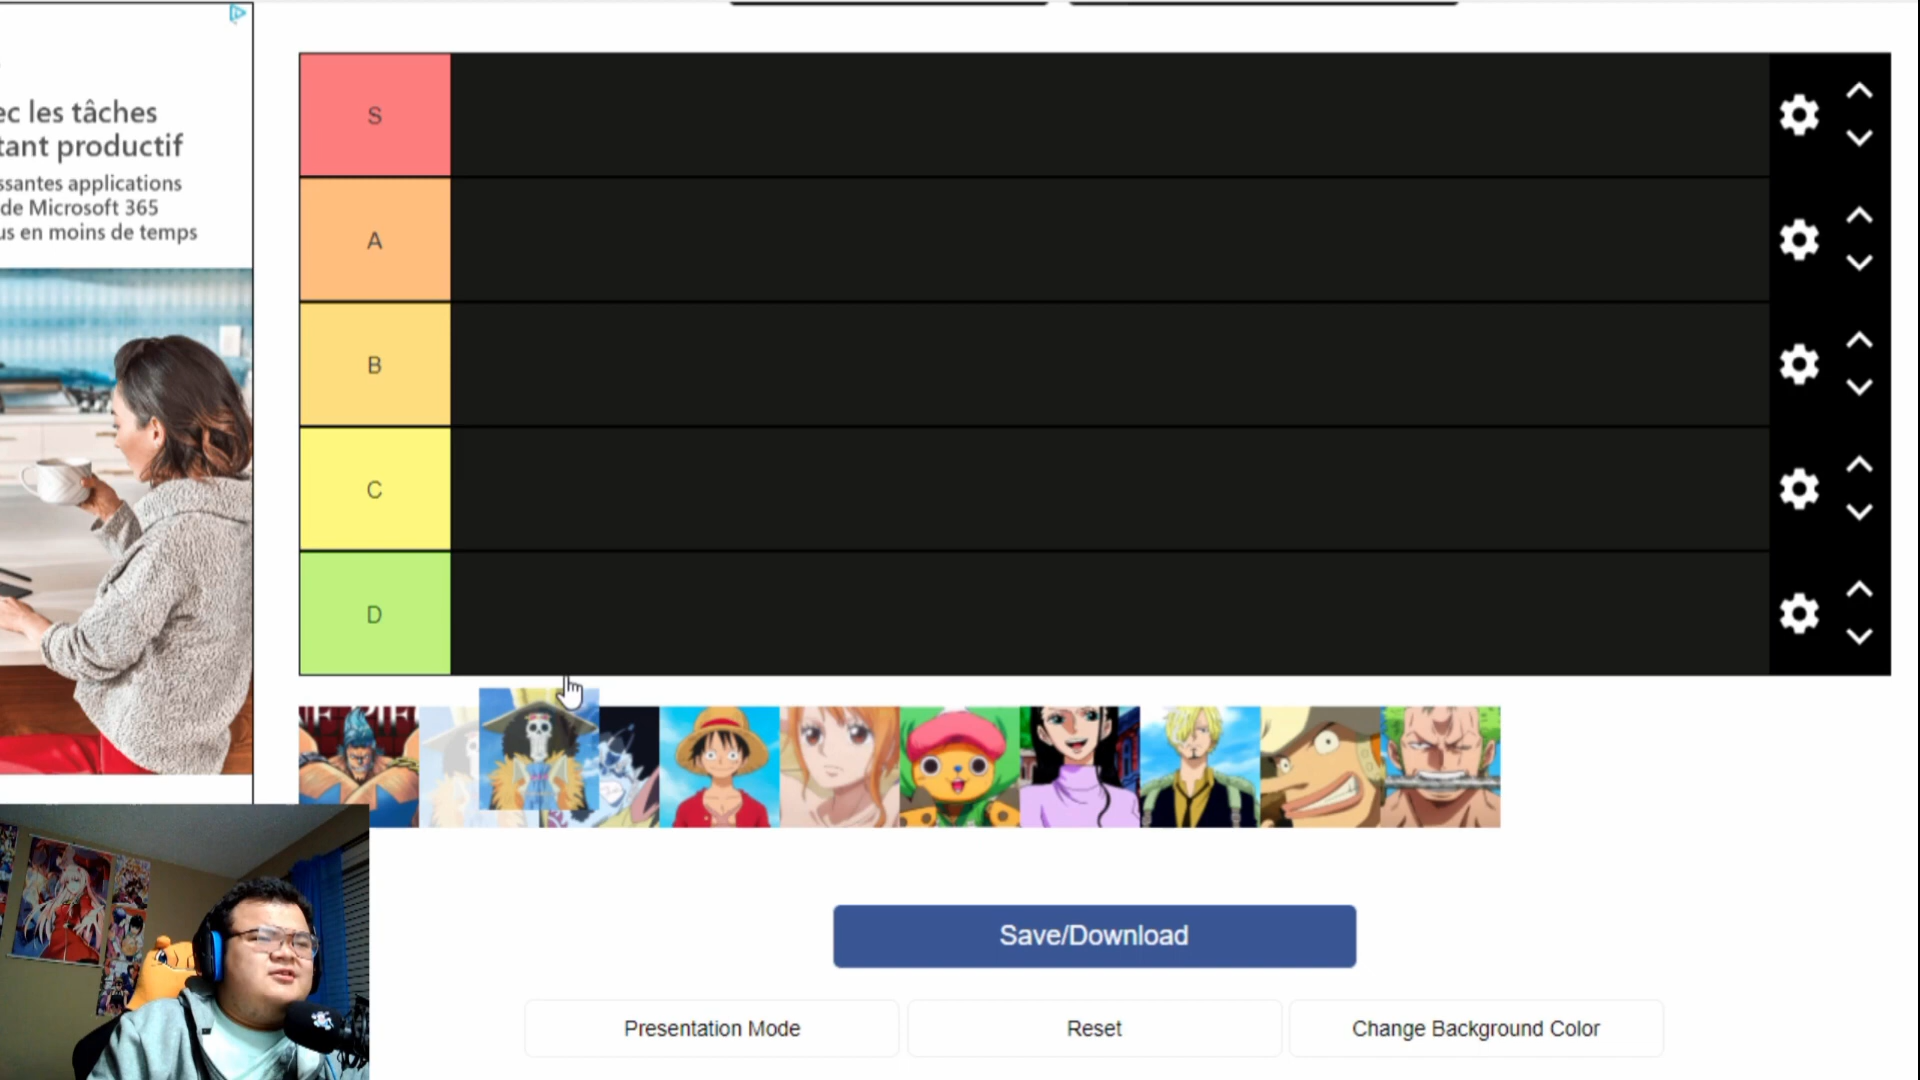 ec les tâches
tant productif
ssantes applications
de Microsoft 365
us en moins de temps
S
A
B
C
D
Save/Download
Presentation Mode
Reset
Change Background Color